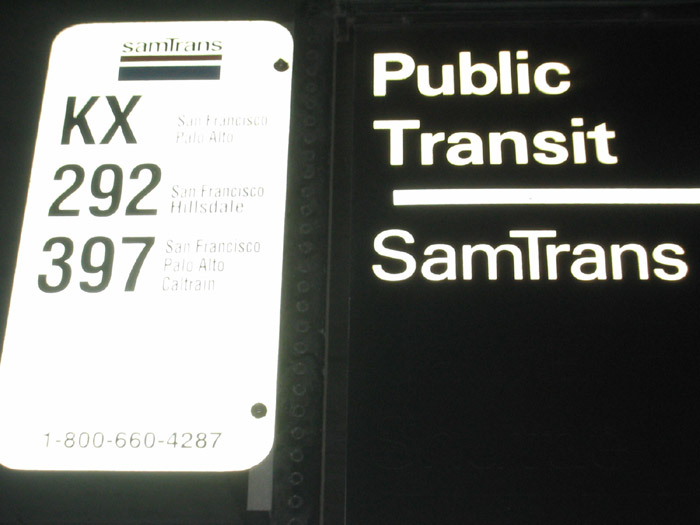 samTrans
KX San Francisco
Palo Alto
292 San Francisco
Hillsdale
397 San Francisco
Palo Alto
Caltrain
1-800-660-4287
Public
Transit
SamTrans